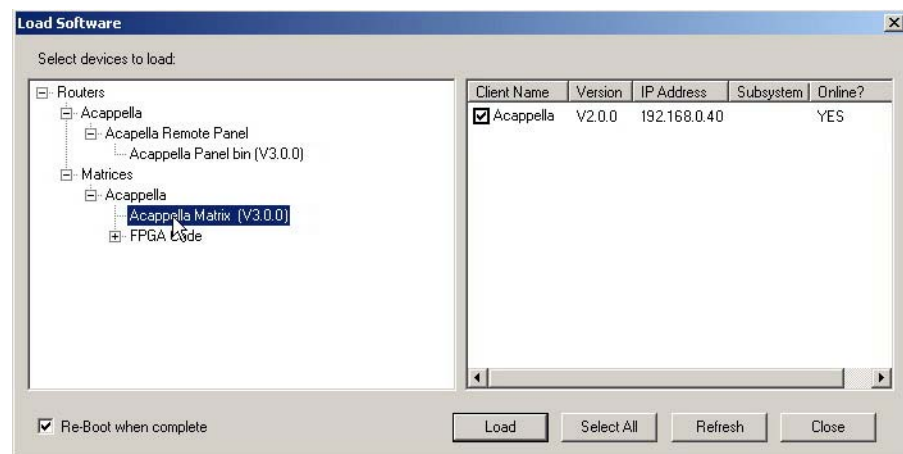 Load Software
Select devices to load:
Routers
Acappella
Acapella Remote Panel
Acappella Panel bin (V3.0.0)
Matrices
Acappella
Acappella Matrix (V3.0.0)
FPGA Code
Client Name Version IP Address Subsystem Online?
Acappella V2.0.0 192.168.0.40 YES
Re-Boot when complete
Load Select All Refresh Close